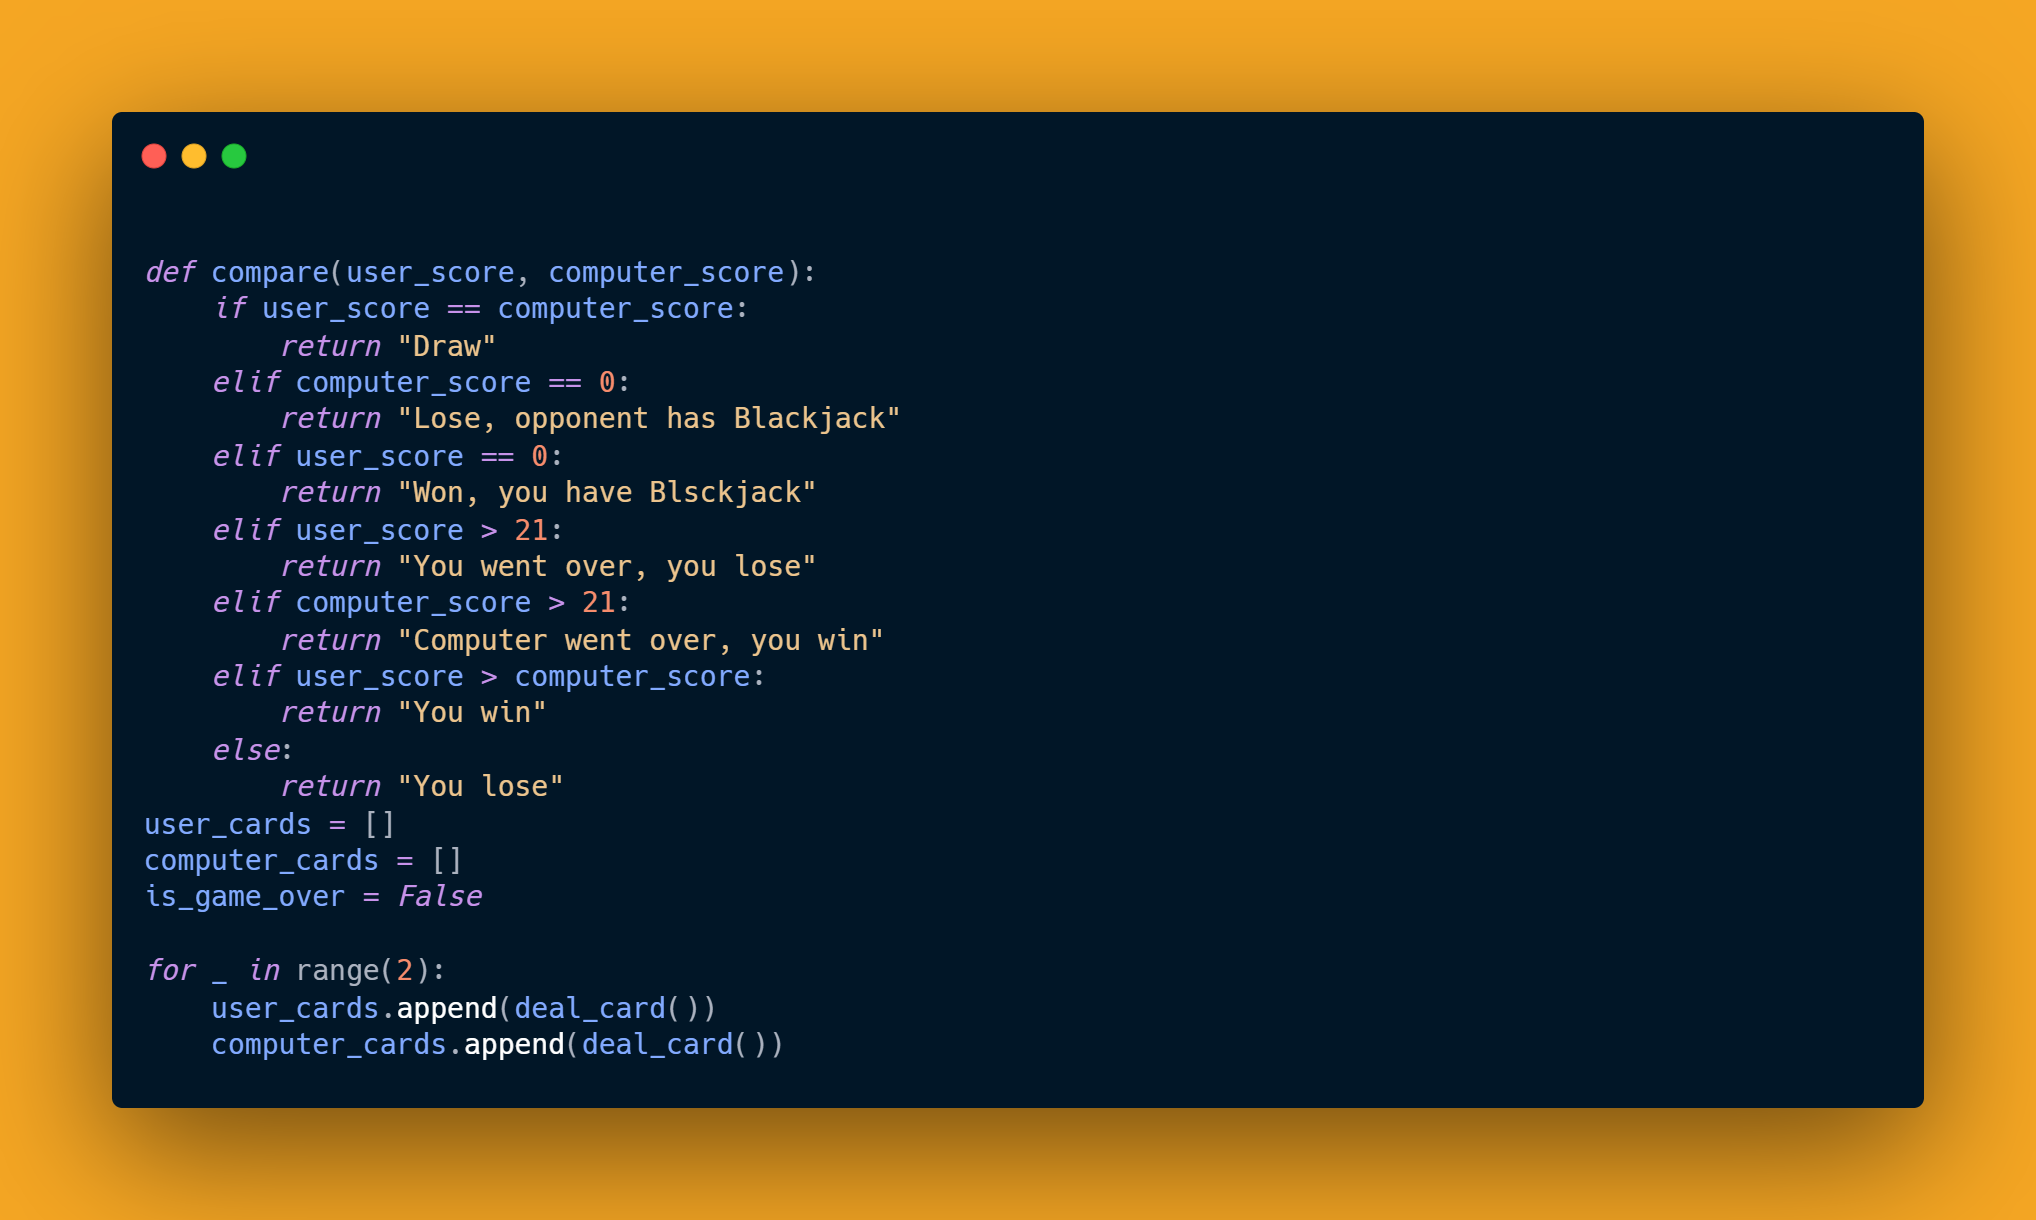 def compare(user_score, computer_score):
    if user_score == computer_score:
        return "Draw"
    elif computer_score == 0:
        return "Lose, opponent has Blackjack"
    elif user_score == 0:
        return "Won, you have Blsckjack"
    elif user_score > 21:
        return "You went over, you lose"
    elif computer_score > 21:
        return "Computer went over, you win"
    elif user_score > computer_score:
        return "You win"
    else:
        return "You lose"
user_cards = []
computer_cards = []
is_game_over = False

for _ in range(2):
    user_cards.append(deal_card())
    computer_cards.append(deal_card())